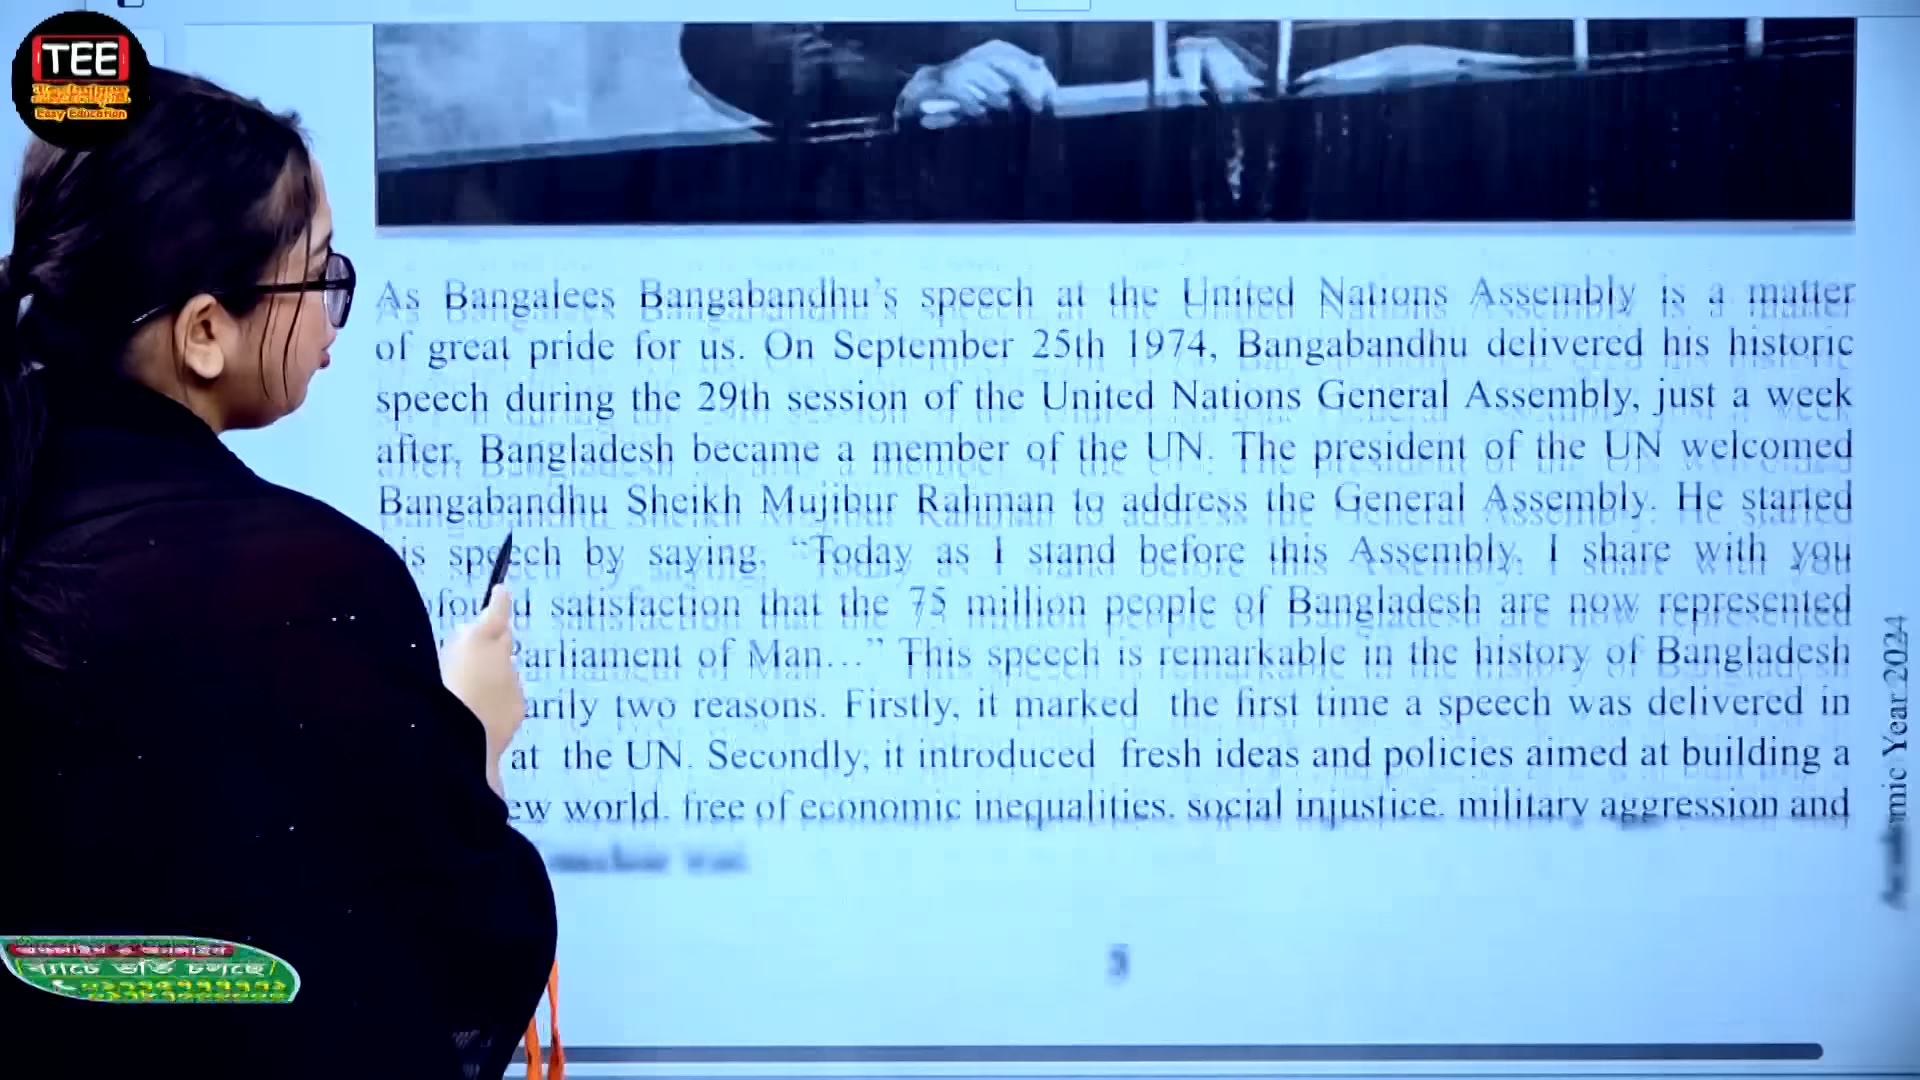 TEE
Easy Education
As Bangalees Bangabandhu's speech at the United Nations Assembly is a matter
of great pride for us. On September 25th 1974, Bangabandhu delivered his historic
speech during the 29th session of the United Nations General Assembly, just a week
after, Bangladesh became a member of the UN. The president of the UN welcomed
Bangabandhu Sheikh Mujibur Rahman to address the General Assembly. He started
is speech by saying, “Today as I stand before this Assembly, I share with you
satisfaction that the 75 million people of Bangladesh are now represented
Parliament of Man...” This speech is remarkable in the history of Bangladesh
arily two reasons. Firstly, it marked the first time a speech was delivered in
at the UN. Secondly, it introduced fresh ideas and policies aimed at building a
ew world, free of economic inequalities, social injustice, military aggression and
Academic Year 2024
ব্যাচে ভর্তি চলছে